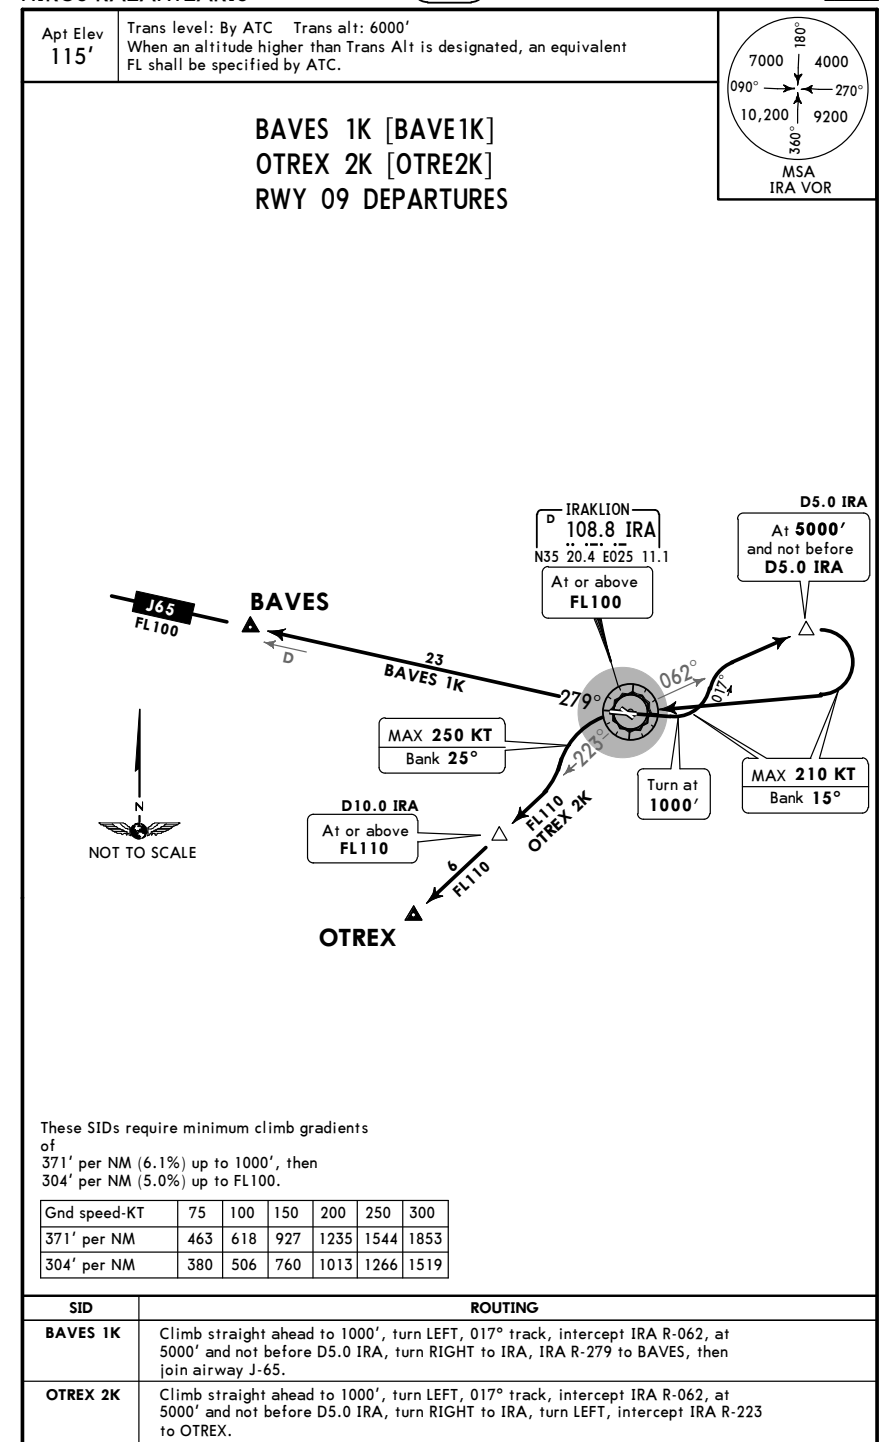 Apt Elev
115'
Trans level: By ATC Trans alt: 6000'
When an altitude higher than Trans Alt is designated, an equivalent
FL shall be specified by ATC.
180°
7000 4000
090° 270°
10,200 9200
360°
MSA
IRA VOR
BAVES 1K [BAVE1K]
OTREX 2K [OTRE2K]
RWY 09 DEPARTURES
D5.0 IRA
At 5000'
and not before
D5.0 IRA
IRAKLION
D 108.8 IRA
N35 20.4 E025 11.1
At or above
FL100
J65
FL100
BAVES
D
23
BAVES 1K
279°
062°
017°
223°
MAX 250 KT
Bank 25°
Turn at
1000'
MAX 210 KT
Bank 15°
D10.0 IRA
At or above
FL110
FL110
OTREX 2K
6
FL110
OTREX
N
NOT TO SCALE
These SIDs require minimum climb gradients
of
371' per NM (6.1%) up to 1000', then
304' per NM (5.0%) up to FL100.
Gnd speed-KT 75 100 150 200 250 300
371' per NM 463 618 927 1235 1544 1853
304' per NM 380 506 760 1013 1266 1519
SID ROUTING
BAVES 1K Climb straight ahead to 1000', turn LEFT, 017° track, intercept IRA R-062, at
5000' and not before D5.0 IRA, turn RIGHT to IRA, IRA R-279 to BAVES, then
join airway J-65.
OTREX 2K Climb straight ahead to 1000', turn LEFT, 017° track, intercept IRA R-062, at
5000' and not before D5.0 IRA, turn RIGHT to IRA, turn LEFT, intercept IRA R-223
to OTREX.